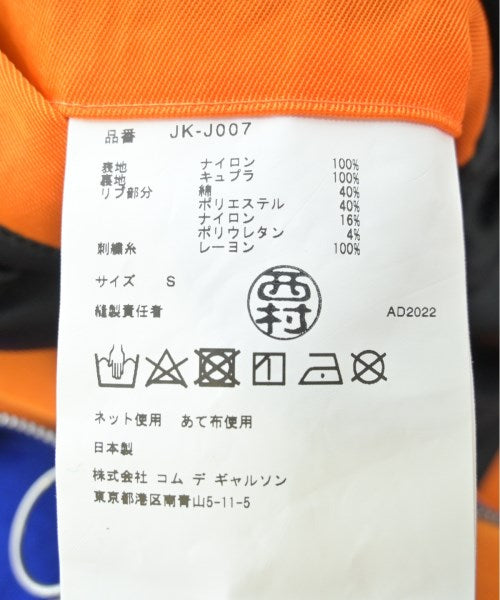 品番 JK-J007
表地 ナイロン 100%
裏地 キュプラ 100%
リブ部分 綿 40%
ポリエステル 40%
ナイロン 16%
ポリウレタン 4%
刺繍糸 レーヨン 100%
サイズ S
縫製責任者 西村 AD2022
ネット使用 あて布使用
日本製
株式会社 コム デ ギャルソン
東京都港区南青山5-11-5